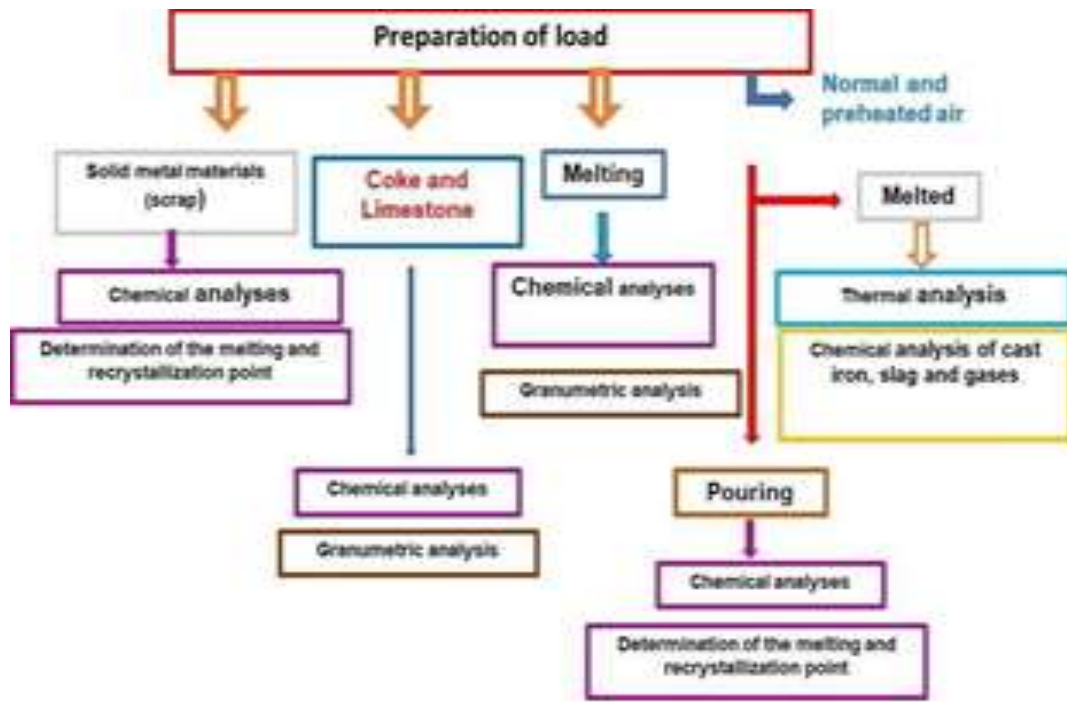 Preparation of load
Normal and
preheated air
Solid metal materials
(scrap)
Coke and
Limestone
Melting
Melted
Chemical analyses
Determination of the melting and
recrystallization point
Chemical analyses
Granumetric analysis
Thermal analysis
Chemical analysis of cast
iron, slag and gases
Chemical analyses
Granumetric analysis
Pouring
Chemical analyses
Determination of the melting and
recrystallization point